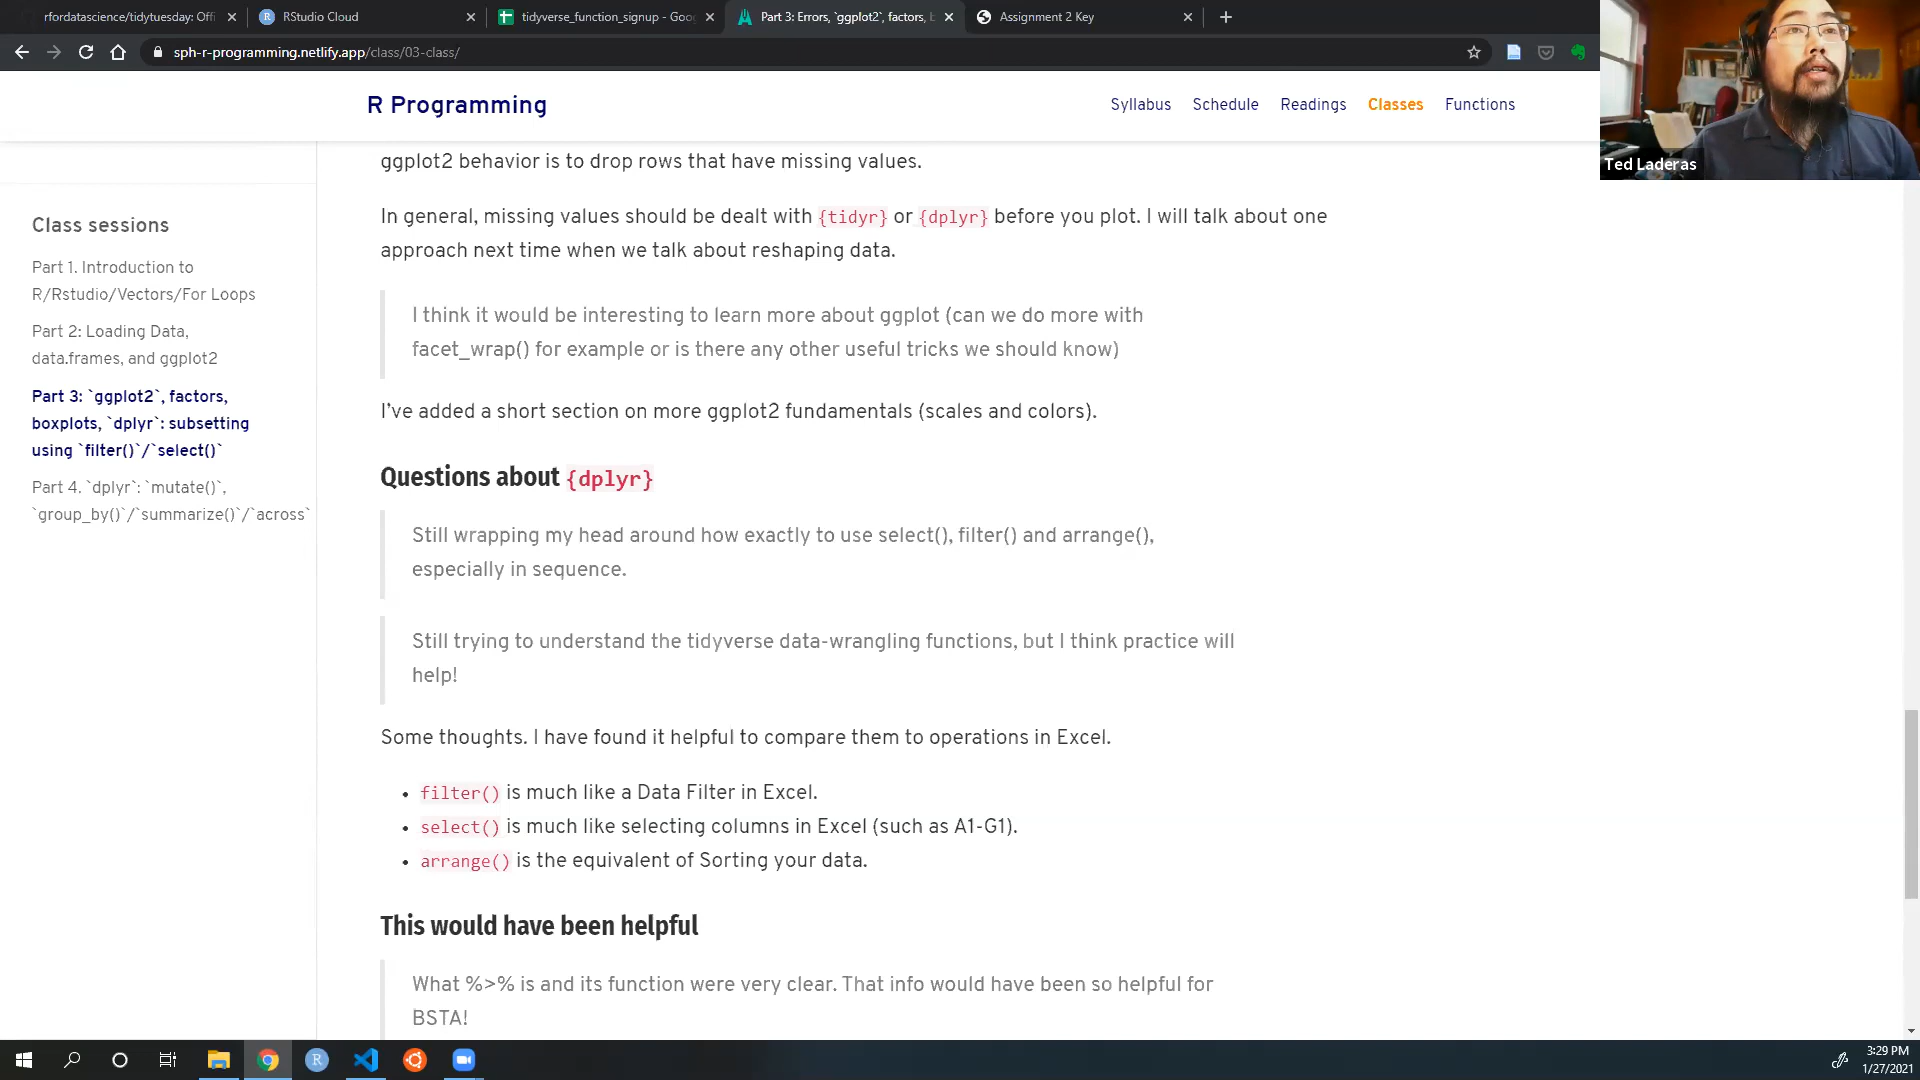 rfordatascience/tidytuesday: Offi
RStudio Cloud
tidyverse_function_signup - Goo
Part 3: Errors, `ggplot2`, factors, b
Assignment 2 Key
sph-r-programming.netlify.app/class/03-class/
Ted Laderas
R Programming
Syllabus
Schedule
Readings
Classes
Functions
Class sessions
Part 1. Introduction to
R/Rstudio/Vectors/For Loops
Part 2: Loading Data,
data.frames, and ggplot2
Part 3: `ggplot2`, factors,
boxplots, `dplyr`: subsetting
using `filter()`/`select()`
Part 4. `dplyr`: `mutate()`,
`group_by()`/`summarize()`/`across`
ggplot2 behavior is to drop rows that have missing values.
In general, missing values should be dealt with {tidyr} or {dplyr} before you plot. I will talk about one
approach next time when we talk about reshaping data.
I think it would be interesting to learn more about ggplot (can we do more with
facet_wrap() for example or is there any other useful tricks we should know)
I've added a short section on more ggplot2 fundamentals (scales and colors).
Questions about {dplyr}
Still wrapping my head around how exactly to use select(), filter() and arrange(),
especially in sequence.
Still trying to understand the tidyverse data-wrangling functions, but I think practice will
help!
Some thoughts. I have found it helpful to compare them to operations in Excel.
• filter() is much like a Data Filter in Excel.
• select() is much like selecting columns in Excel (such as A1-G1).
• arrange() is the equivalent of Sorting your data.
This would have been helpful
What %>% is and its function were very clear. That info would have been so helpful for
BSTA!
3:29 PM
1/27/2021